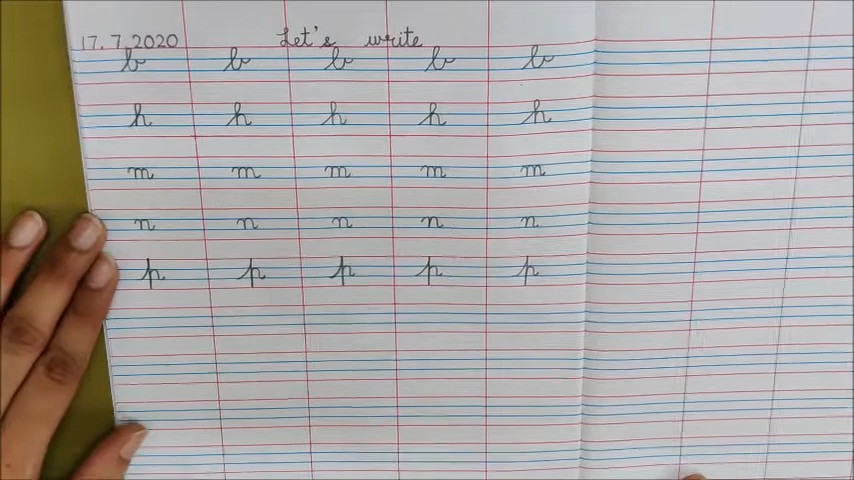 17.7.2020 Let's write
b b b b b
h h h h h
m m m m m
n n n n n
p p p p p